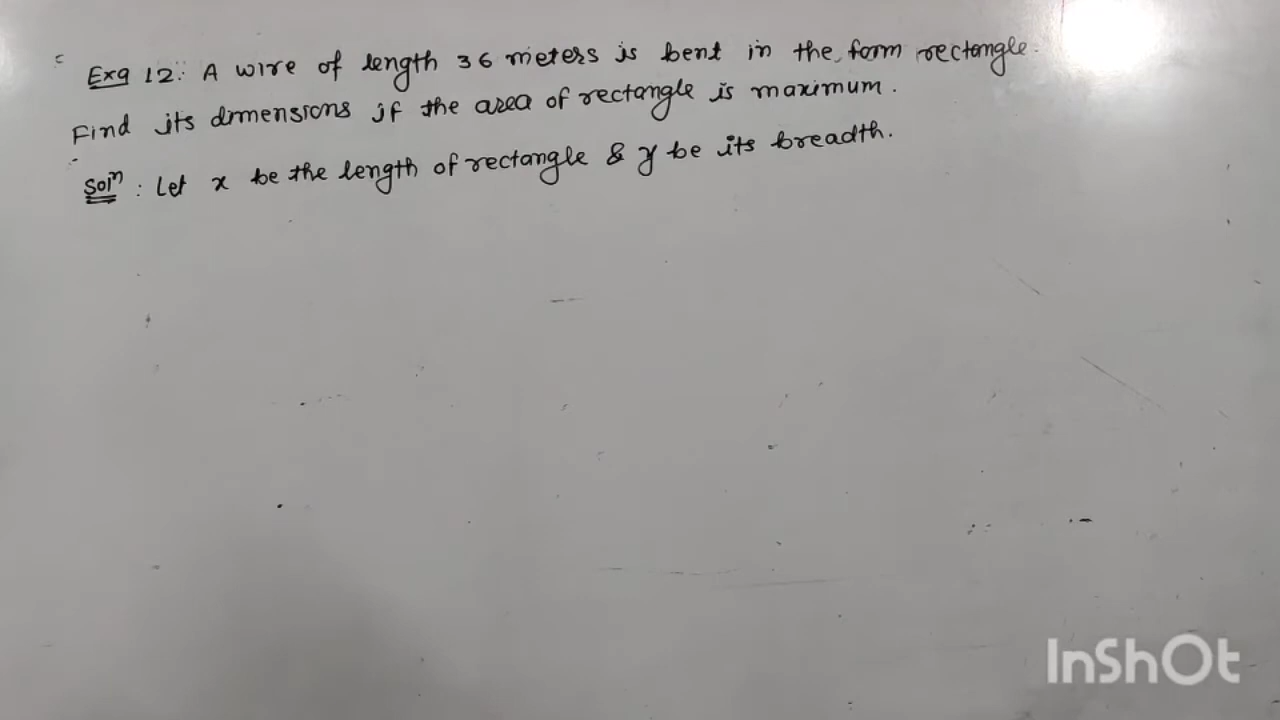 Exa 12: A wire of length 36 meters is bent in the form rectangle.
Find its dimensions if the area of rectangle is maximum.
Solⁿ : Let x be the length of rectangle & y be its breadth.
InShOt